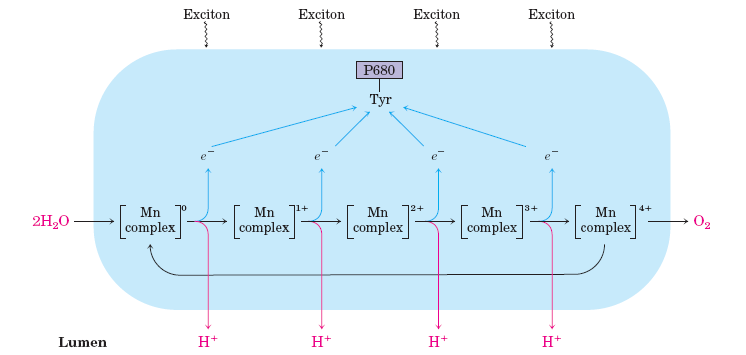 Exciton Exciton Exciton Exciton
P680
Tyr
e⁻ e⁻ e⁻ e⁻
2H₂O [Mn complex]⁰ [Mn complex]¹⁺ [Mn complex]²⁺ [Mn complex]³⁺ [Mn complex]⁴⁺ O₂
Lumen H⁺ H⁺ H⁺ H⁺